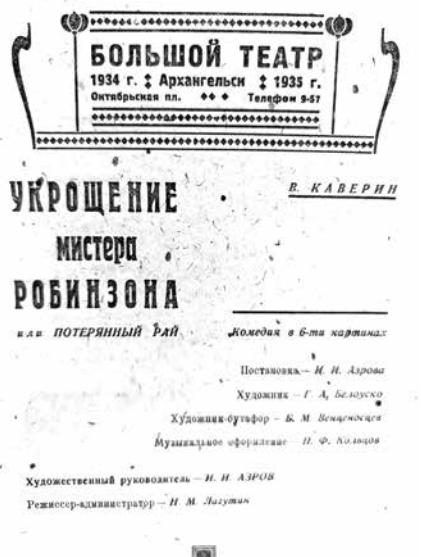 БОЛЬШОЙ ТЕАТР
1934 г. Архангельск 1935 г.
Октябрьская пл. Телефон 9-57
В. КАВЕРИН
УКРОЩЕНИЕ
мистера
РОБИНЗОНА
или ПОТЕРЯННЫЙ РАЙ
Комедия в 6-ти картинах
Постановка — И. И. Азрова
Художник — Г. А. Белоуско
Художник-бутафор — Б. М. Венценосцев
Музыкальное оформление — П. Ф. Кольцов
Художественный руководитель — И. И. АЗРОВ
Режиссер-администратор — Н. М. Лагутин